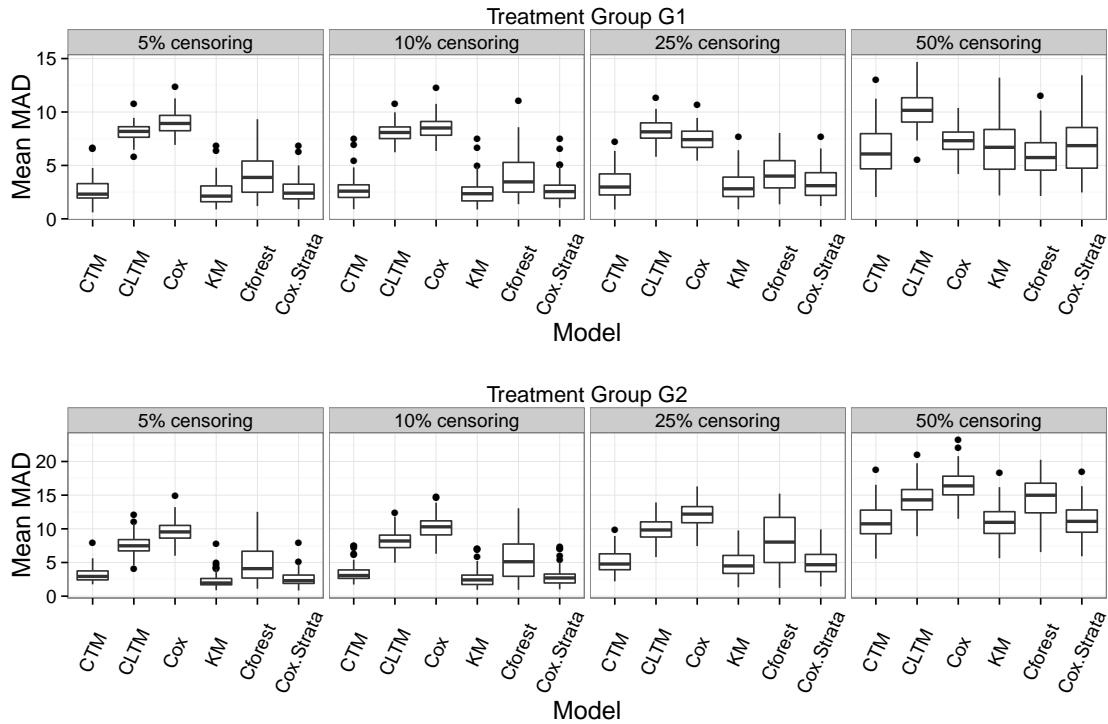 Treatment Group G1
5% censoring 10% censoring 25% censoring 50% censoring
Mean MAD
15
10
5
0
CTM CLTM Cox KM Cforest Cox.Strata CTM CLTM Cox KM Cforest Cox.Strata CTM CLTM Cox KM Cforest Cox.Strata CTM CLTM Cox KM Cforest Cox.Strata
Model
Treatment Group G2
5% censoring 10% censoring 25% censoring 50% censoring
Mean MAD
20
15
10
5
0
CTM CLTM Cox KM Cforest Cox.Strata CTM CLTM Cox KM Cforest Cox.Strata CTM CLTM Cox KM Cforest Cox.Strata CTM CLTM Cox KM Cforest Cox.Strata
Model